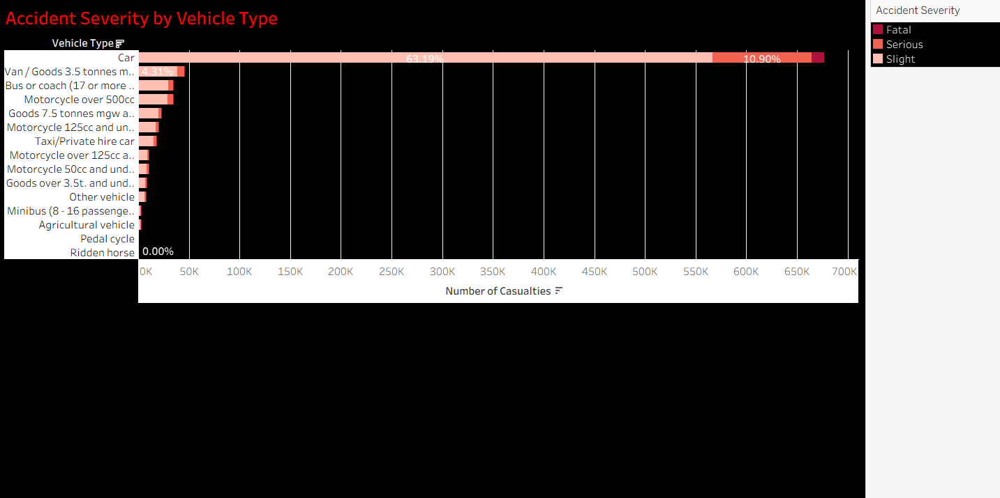 Accident Severity by Vehicle Type
Accident Severity
Fatal
Serious
Slight
Vehicle Type
Car
63.19%
10.90%
Van / Goods 3.5 tonnes m..
4.31%
Bus or coach (17 or more ..
Motorcycle over 500cc
Goods 7.5 tonnes mgw a..
Motorcycle 125cc and un..
Taxi/Private hire car
Motorcycle over 125cc a..
Motorcycle 50cc and und..
Goods over 3.5t. and und..
Other vehicle
Minibus (8 - 16 passenge..
Agricultural vehicle
Pedal cycle
Ridden horse
0.00%
0K 50K 100K 150K 200K 250K 300K 350K 400K 450K 500K 550K 600K 650K 700K
Number of Casualties